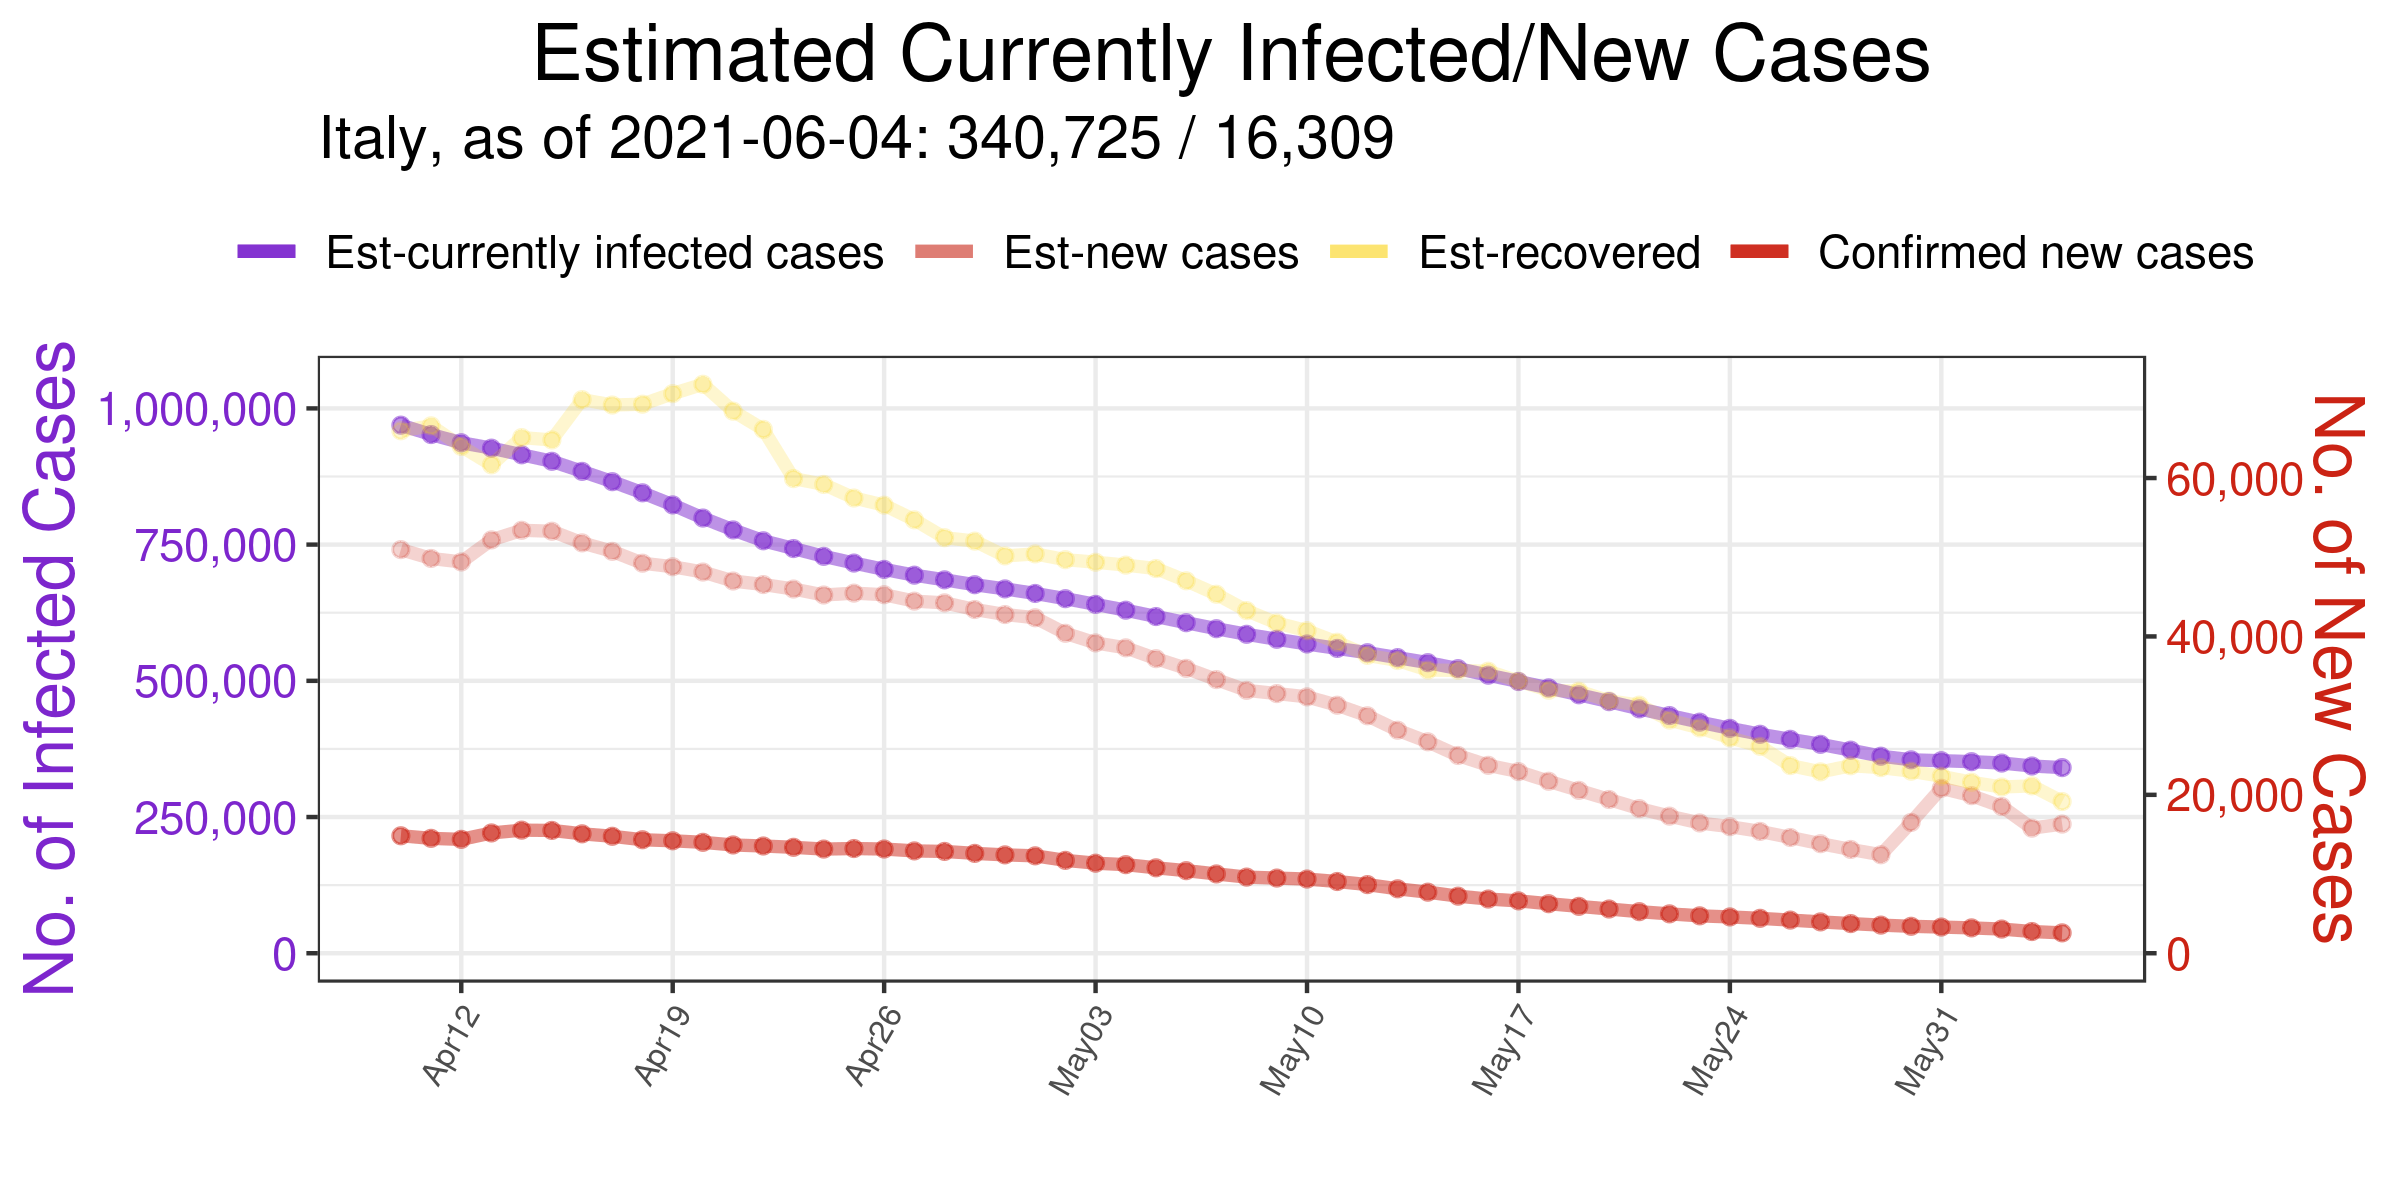 Estimated Currently Infected/New Cases
Italy, as of 2021-06-04: 340,725 / 16,309
Est-currently infected cases Est-new cases Est-recovered Confirmed new cases
No. of Infected Cases
1,000,000
750,000
500,000
250,000
0
No. of New Cases
60,000
40,000
20,000
0
Apr12 Apr19 Apr26 May03 May10 May17 May24 May31